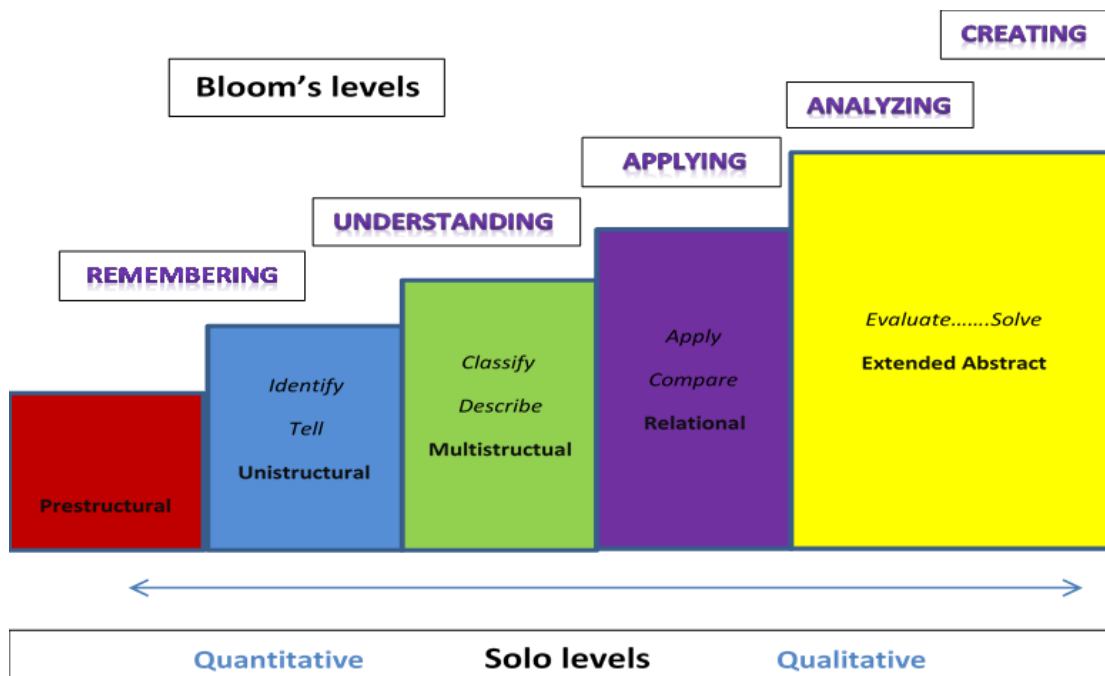 CREATING
Bloom's levels
ANALYZING
APPLYING
UNDERSTANDING
REMEMBERING
Prestructural
Identify
Tell
Unistructural
Classify
Describe
Multistructual
Apply
Compare
Relational
Evaluate.......Solve
Extended Abstract
Quantitative Solo levels Qualitative